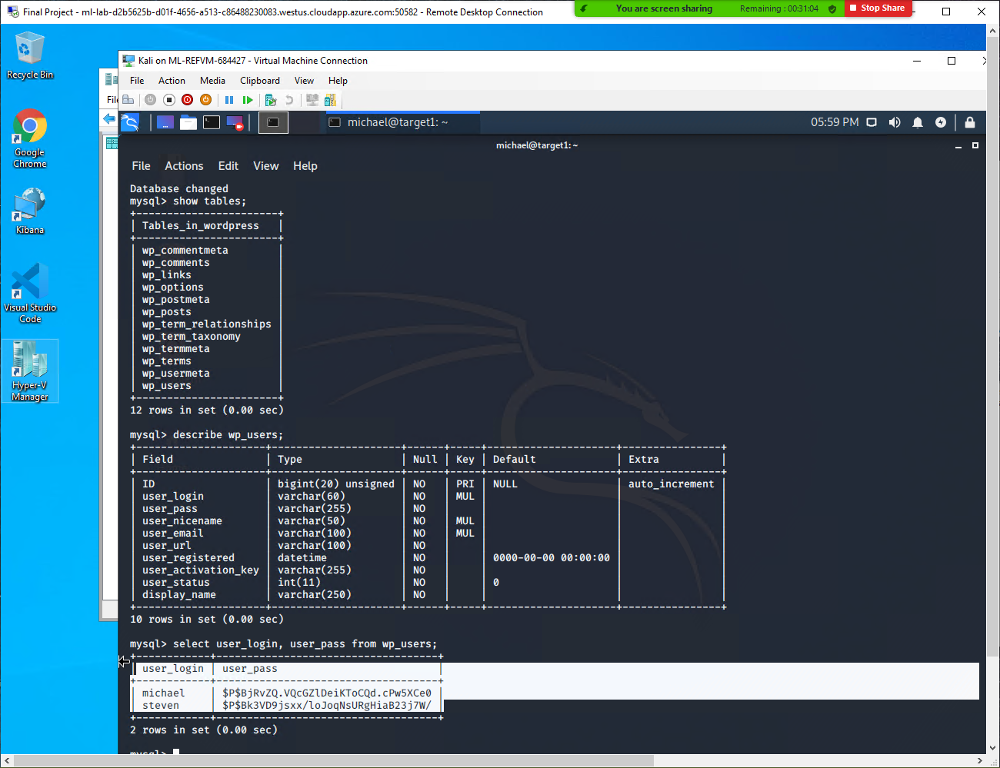 Final Project - ml-lab-d2b5625b-d01f-4656-a513-c86488230083.westus.cloudapp.azure.com:50582 - Remote Desktop Connection
You are screen sharing Remaining : 00:31:04 Stop Share
Recycle Bin
Google Chrome
Kibana
Visual Studio Code
Hyper-V Manager
Fil
Kali on ML-REFVM-684427 - Virtual Machine Connection
File Action Media Clipboard View Help
michael@target1: ~ 05:59 PM
michael@target1: ~
File Actions Edit View Help
Database changed
mysql> show tables;
+-----------------------+
| Tables_in_wordpress   |
+-----------------------+
| wp_commentmeta        |
| wp_comments           |
| wp_links              |
| wp_options            |
| wp_postmeta           |
| wp_posts              |
| wp_term_relationships |
| wp_term_taxonomy      |
| wp_termmeta           |
| wp_terms              |
| wp_usermeta           |
| wp_users              |
+-----------------------+
12 rows in set (0.00 sec)
mysql> describe wp_users;
+---------------------+---------------------+------+-----+---------------------+----------------+
| Field               | Type                | Null | Key | Default             | Extra          |
+---------------------+---------------------+------+-----+---------------------+----------------+
| ID                  | bigint(20) unsigned | NO   | PRI | NULL                | auto_increment |
| user_login          | varchar(60)         | NO   | MUL |                     |                |
| user_pass           | varchar(255)        | NO   |     |                     |                |
| user_nicename       | varchar(50)         | NO   | MUL |                     |                |
| user_email          | varchar(100)        | NO   | MUL |                     |                |
| user_url            | varchar(100)        | NO   |     |                     |                |
| user_registered     | datetime            | NO   |     | 0000-00-00 00:00:00 |                |
| user_activation_key | varchar(255)        | NO   |     |                     |                |
| user_status         | int(11)             | NO   |     | 0                   |                |
| display_name        | varchar(250)        | NO   |     |                     |                |
+---------------------+---------------------+------+-----+---------------------+----------------+
10 rows in set (0.00 sec)
mysql> select user_login, user_pass from wp_users;
+------------+------------------------------------+
| user_login | user_pass                          |
+------------+------------------------------------+
| michael    | $P$BjRvZQ.VQcGZlDeiKToCQd.cPw5XCe0 |
| steven     | $P$Bk3VD9jsxx/loJoqNsURgHiaB23j7W/ |
+------------+------------------------------------+
2 rows in set (0.00 sec)
mysql>